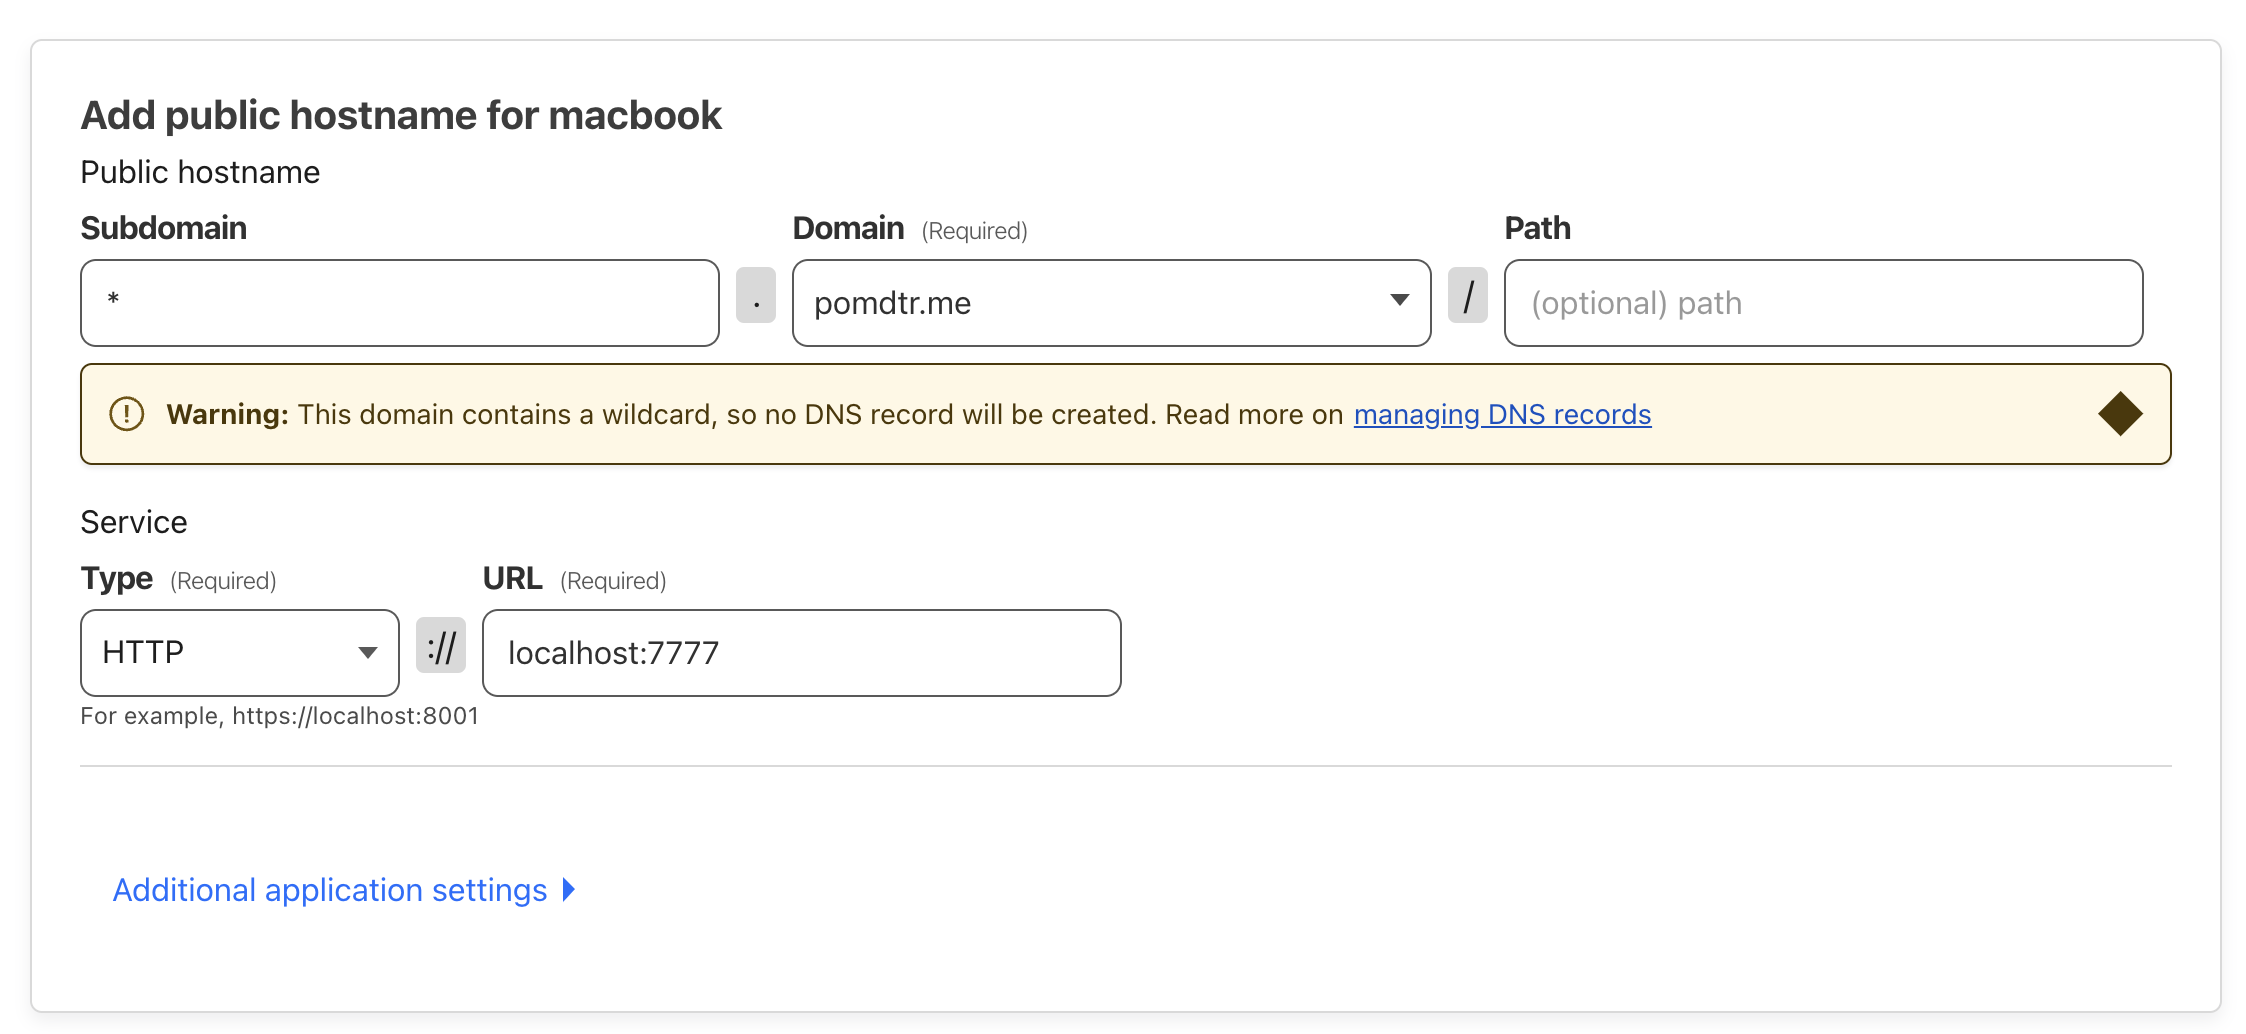 Add public hostname for macbook
Public hostname
Subdomain Domain (Required) Path
* . pomdtr.me / (optional) path
Warning: This domain contains a wildcard, so no DNS record will be created. Read more on managing DNS records
Service
Type (Required) URL (Required)
HTTP :// localhost:7777
For example, https://localhost:8001
Additional application settings